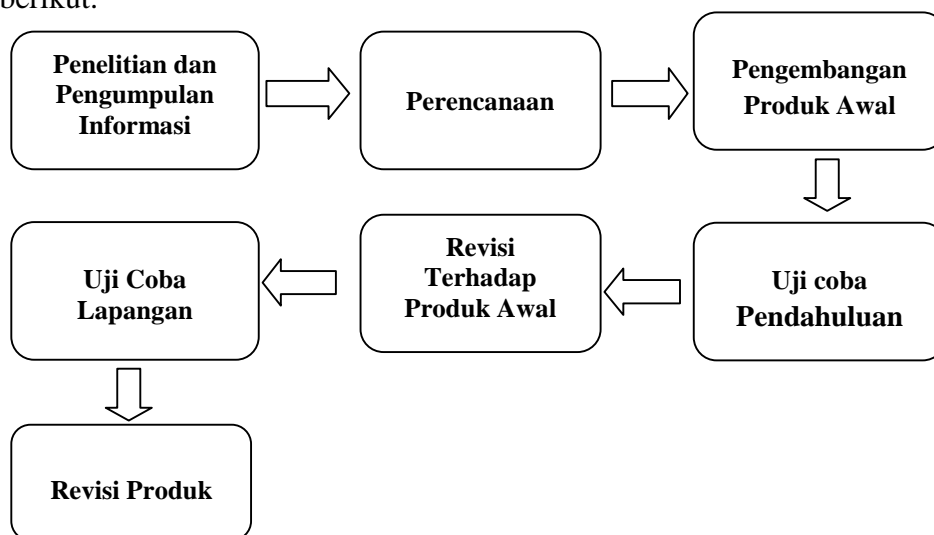 berikut:
Penelitian dan
Pengumpulan
Informasi
Perencanaan
Pengembangan
Produk Awal
Uji coba
Pendahuluan
Revisi
Terhadap
Produk Awal
Uji Coba
Lapangan
Revisi Produk